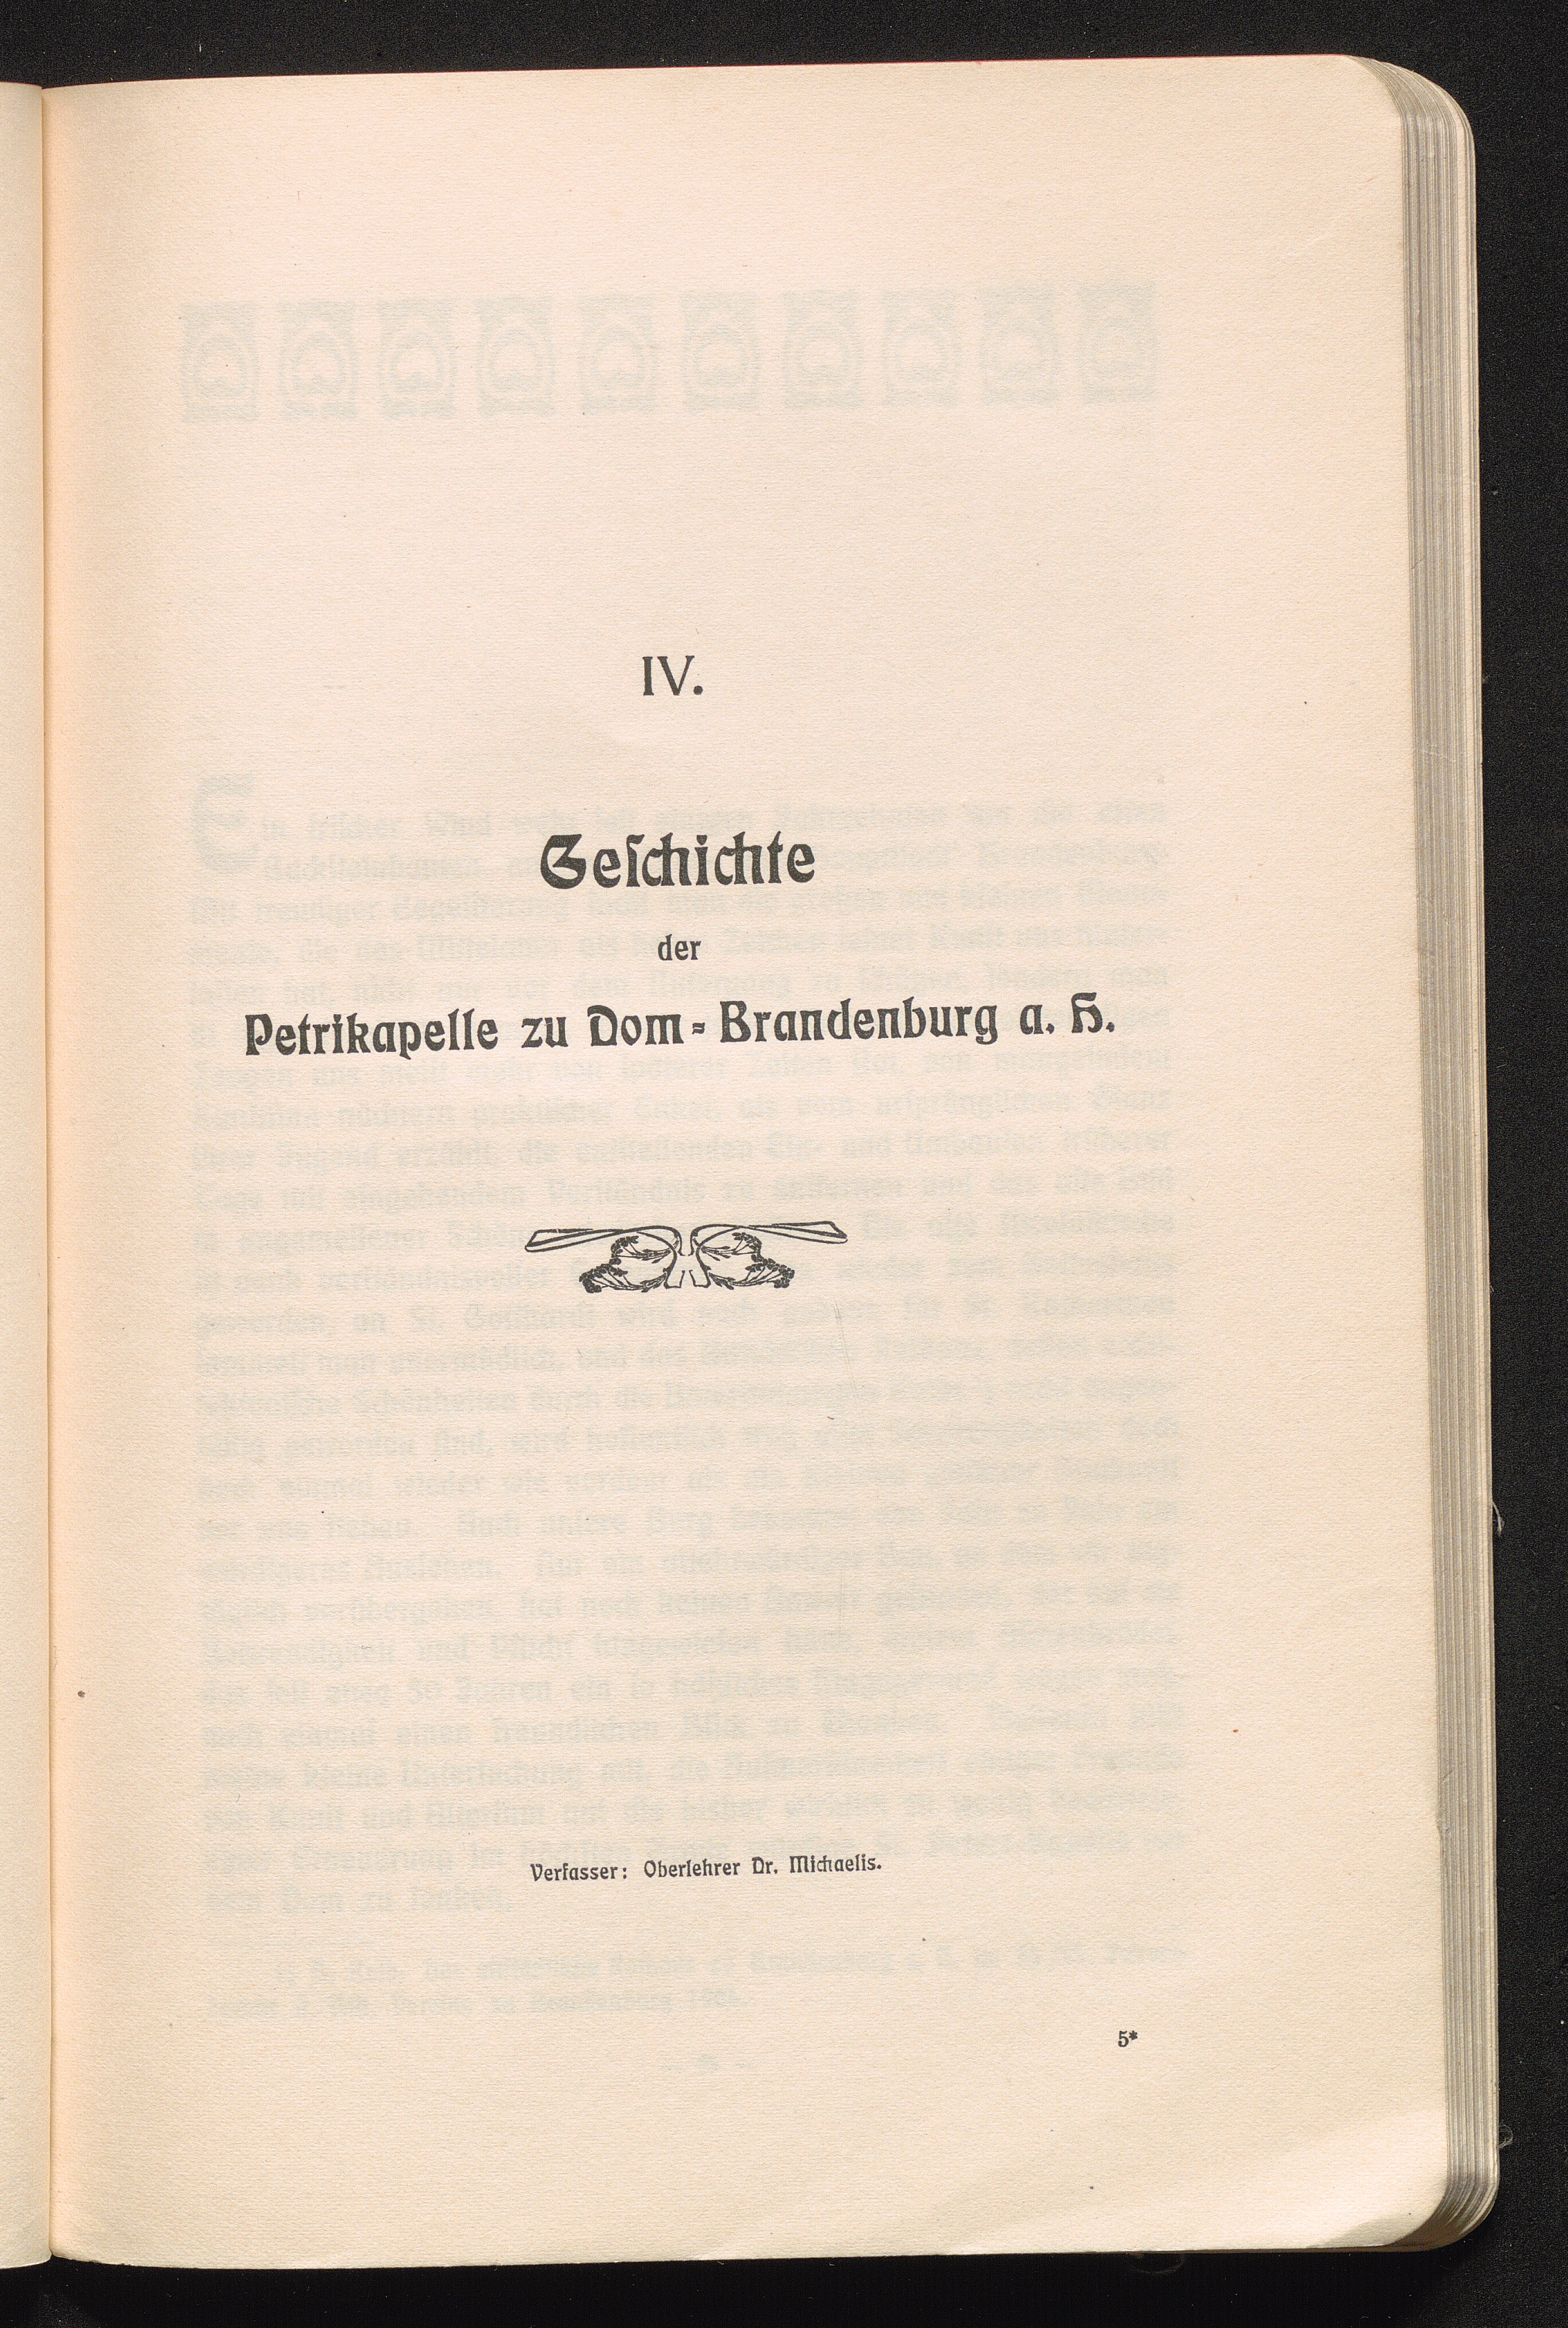 IV.
Geſchichte
der
Petrikapelle zu Dom-Brandenburg a. H.
Verfasser: Oberlehrer Dr. Michaelis.
5*